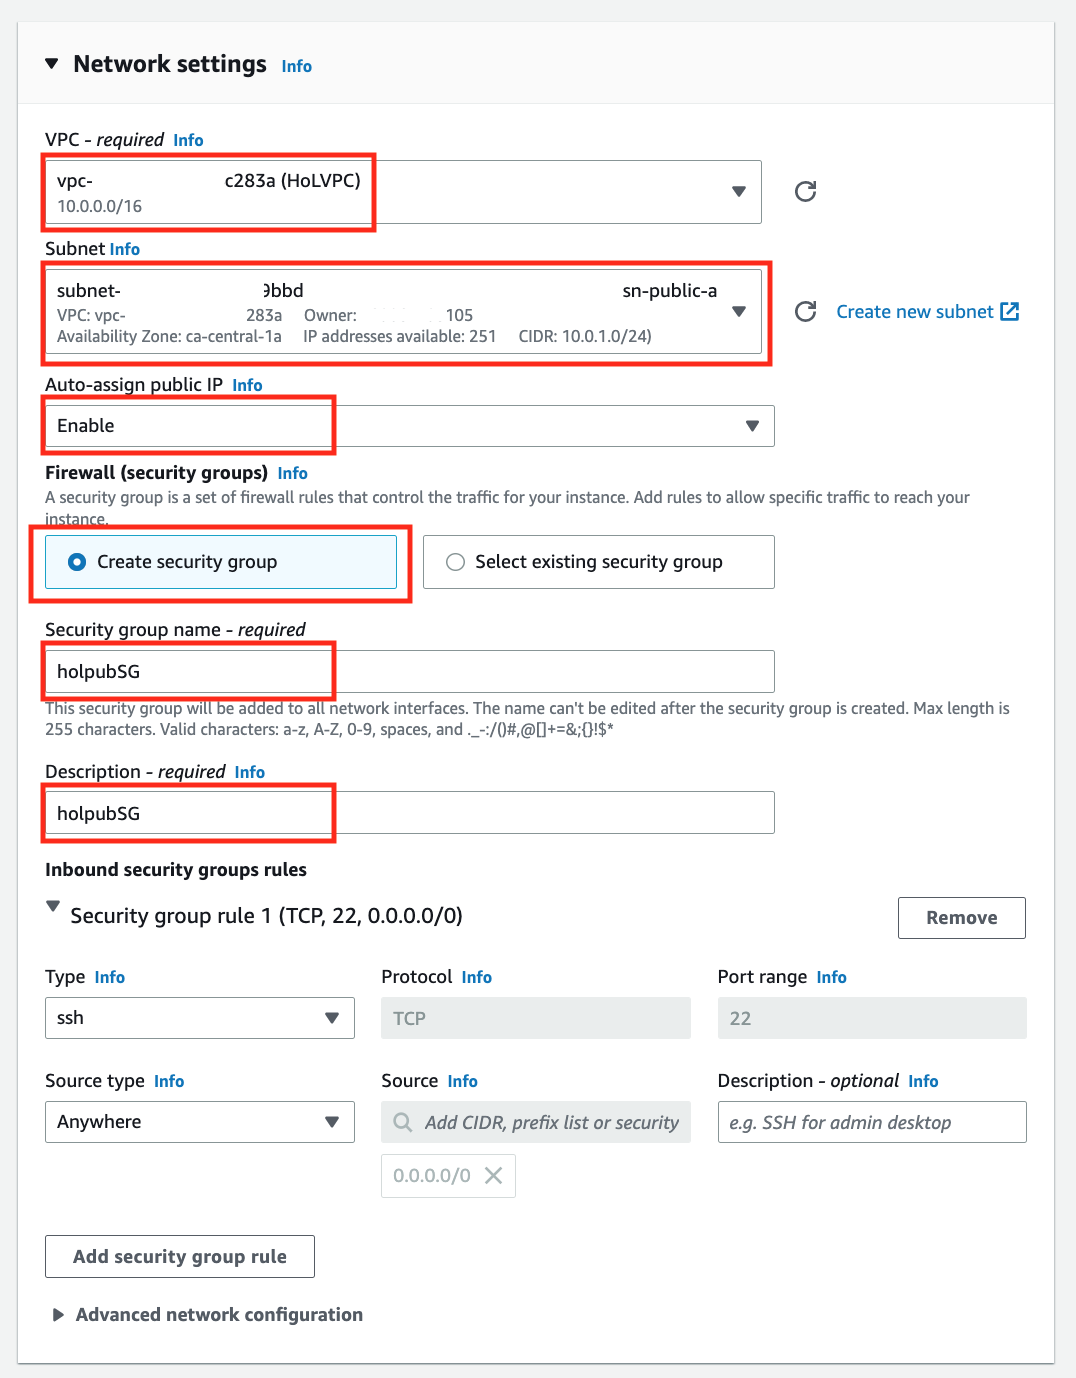 Network settings Info
VPC - required Info
vpc- c283a (HoLVPC)
10.0.0.0/16
Subnet Info
subnet- 9bbd sn-public-a
VPC: vpc- 283a Owner: 105
Availability Zone: ca-central-1a IP addresses available: 251 CIDR: 10.0.1.0/24)
Create new subnet
Auto-assign public IP Info
Enable
Firewall (security groups) Info
A security group is a set of firewall rules that control the traffic for your instance. Add rules to allow specific traffic to reach your
instance.
Create security group
Select existing security group
Security group name - required
holpubSG
This security group will be added to all network interfaces. The name can't be edited after the security group is created. Max length is
255 characters. Valid characters: a-z, A-Z, 0-9, spaces, and ._-:/()#,@[]+=&;{}!$*
Description - required Info
holpubSG
Inbound security groups rules
Security group rule 1 (TCP, 22, 0.0.0.0/0)
Remove
Type Info
Protocol Info
Port range Info
ssh
TCP
22
Source type Info
Source Info
Description - optional Info
Anywhere
Add CIDR, prefix list or security
e.g. SSH for admin desktop
0.0.0.0/0
Add security group rule
Advanced network configuration